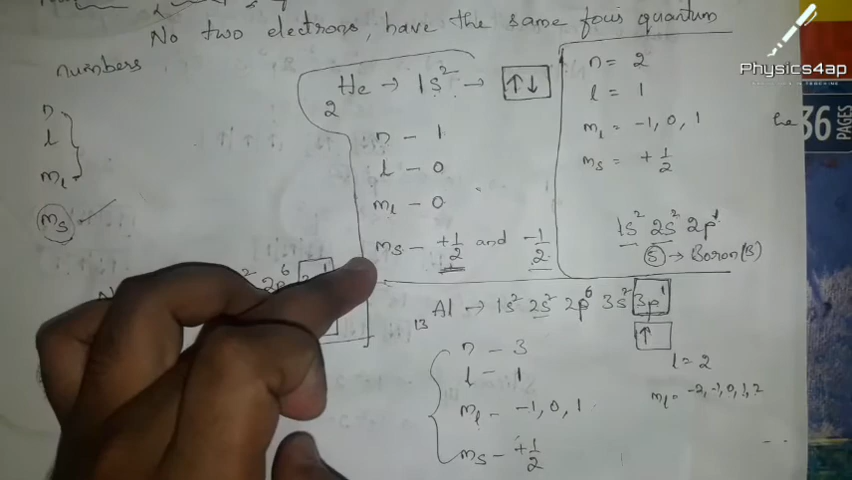 No two electrons, have the same four quantum
numbers
n
l
ml
ms
2He → 1s² → ↑↓
n - 1
l - 0
ml - 0
ms - +1/2 and -1/2
n = 2
l = 1
ml = -1, 0, 1
ms = +1/2
1s² 2s² 2p¹
⑤ → Boron(B)
he
2p⁶
13Al → 1s² 2s² 2p⁶ 3s² 3p¹
↑
n - 3
l - 1
ml - -1, 0, 1
ms - +1/2
l = 2
ml = -2, -1, 0, 1, 2
Physics4ap
36
PAGES